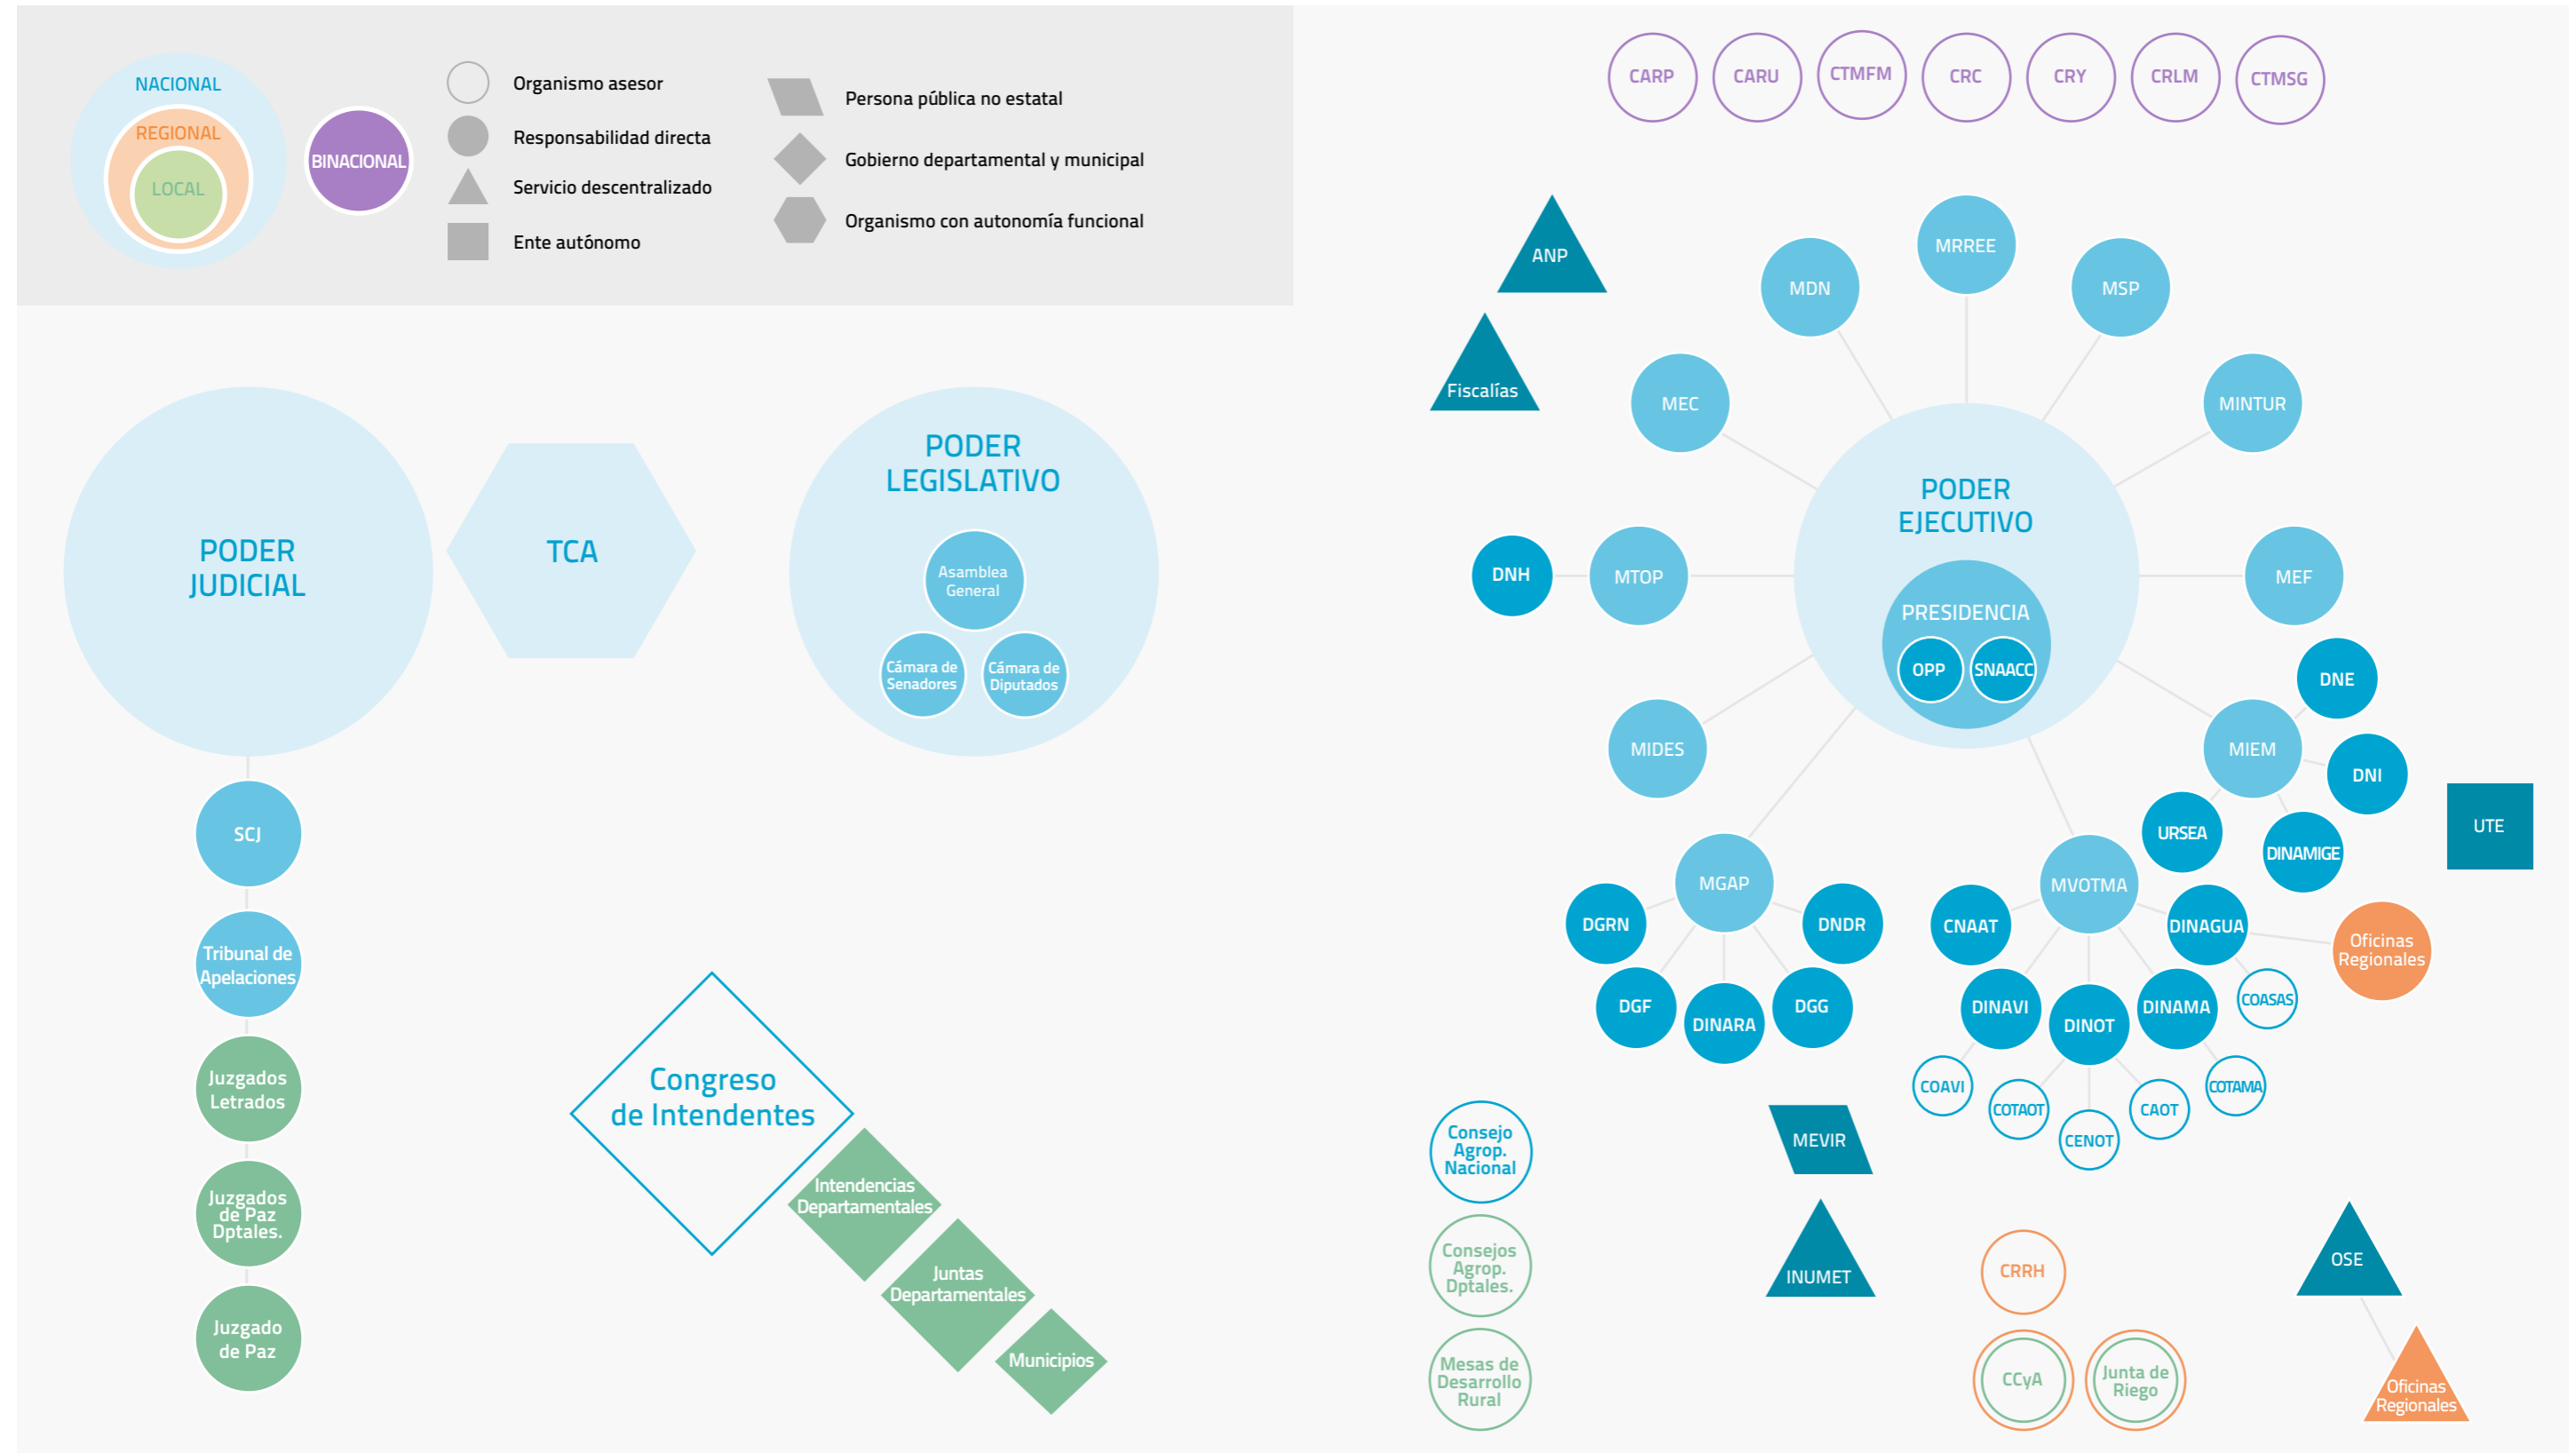 NACIONAL
REGIONAL
LOCAL
BINACIONAL
Organismo asesor
Responsabilidad directa
Servicio descentralizado
Ente autónomo
Persona pública no estatal
Gobierno departamental y municipal
Organismo con autonomía funcional
PODER
JUDICIAL
TCA
PODER
LEGISLATIVO
Asamblea
General
Cámara de
Senadores
Cámara de
Diputados
SCJ
Tribunal de
Apelaciones
Juzgados
Letrados
Juzgados
de Paz
Dptales.
Juzgado
de Paz
Congreso
de Intendentes
Intendencias
Departamentales
Juntas
Departamentales
Municipios
CARP
CARU
CTMFM
CRC
CRY
CRLM
CTMSG
ANP
Fiscalías
MEC
MDN
MRREE
MSP
MINTUR
PODER
EJECUTIVO
PRESIDENCIA
OPP
SNAACC
DNH
MTOP
MEF
MIDES
MIEM
DNE
DNI
URSEA
DINAMIGE
UTE
MGAP
DGRN
DNDR
DGF
DINARA
DGG
MVOTMA
CNAAT
DINAGUA
DINAVI
DINOT
DINAMA
Oficinas
Regionales
COASAS
COAVI
COTAOT
CENOT
CAOT
COTAMA
Consejo
Agrop.
Nacional
Consejos
Agrop.
Dptales.
Mesas de
Desarrollo
Rural
MEVIR
INUMET
CRRH
CCyA
Junta de
Riego
OSE
Oficinas
Regionales